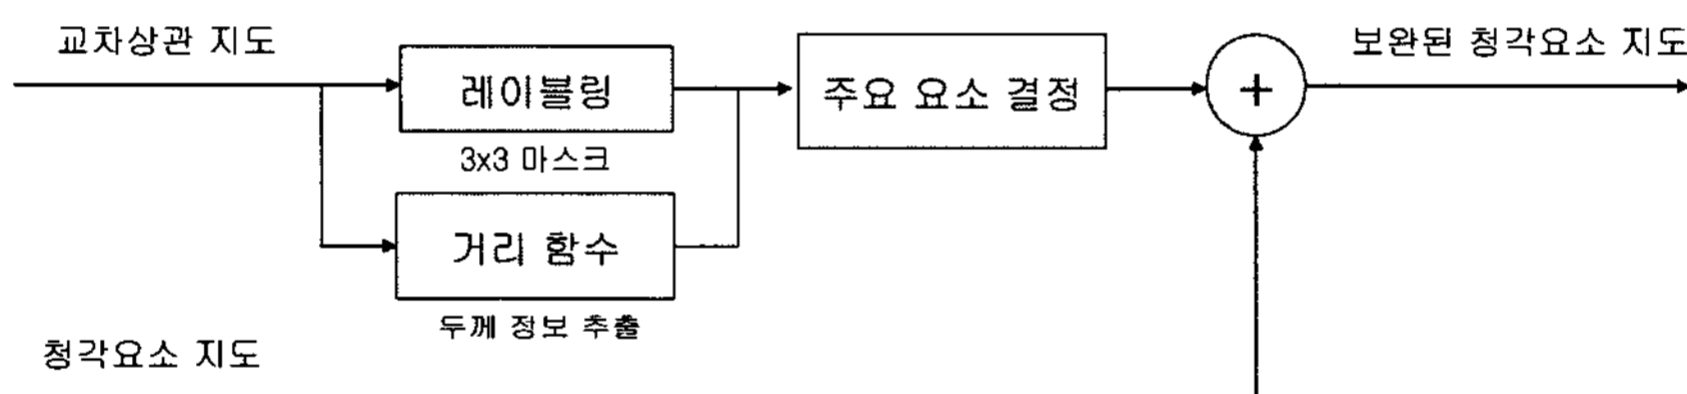 교차상관 지도
레이블링
3x3 마스크
거리 함수
두께 정보 추출
주요 요소 결정
+
보완된 청각요소 지도
청각요소 지도